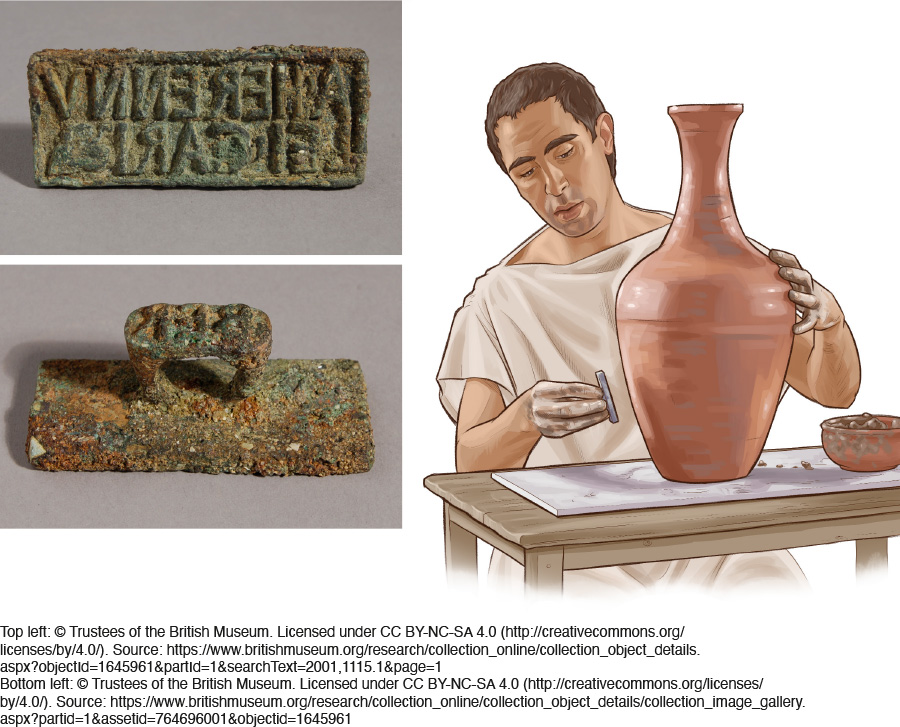 HERENNIV
Top left: © Trustees of the British Museum. Licensed under CC BY-NC-SA 4.0 (http://creativecommons.org/
licenses/by/4.0/). Source: https://www.britishmuseum.org/research/collection_online/collection_object_details.
aspx?objectId=1645961&partId=1&searchText=2001,1115.1&page=1
Bottom left: © Trustees of the British Museum. Licensed under CC BY-NC-SA 4.0 (http://creativecommons.org/licenses/
by/4.0/). Source: https://www.britishmuseum.org/research/collection_online/collection_object_details/collection_image_gallery.
aspx?partid=1&assetid=764696001&objectid=1645961